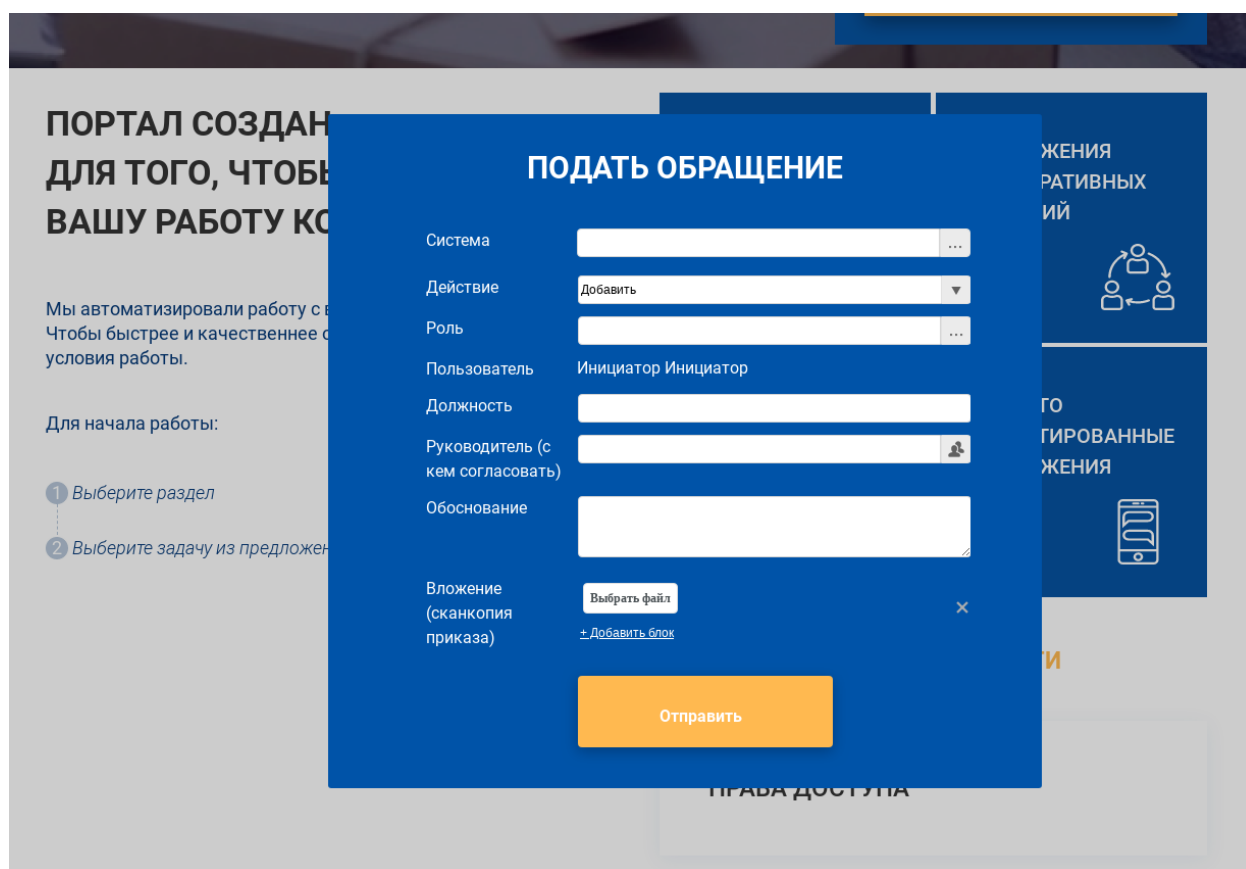 ПОРТАЛ СОЗДАН
ДЛЯ ТОГО, ЧТОБЫ
ВАШУ РАБОТУ КО
Мы автоматизировали работу с
Чтобы быстрее и качественнее
условия работы.
Для начала работы:
1 Выберите раздел
2 Выберите задачу из предложен
ПОДАТЬ ОБРАЩЕНИЕ
Система
...
Действие
Добавить
Роль
...
Пользователь
Инициатор Инициатор
Должность
Руководитель (с
кем согласовать)
Обоснование
Вложение
(сканкопия
приказа)
Выбрать файл
+ Добавить блок
Отправить
ЖЕНИЯ
РАТИВНЫХ
ИЙ
ТО
ТИРОВАННЫЕ
ЖЕНИЯ
ТИ
ПРАВА ДОСТУПА